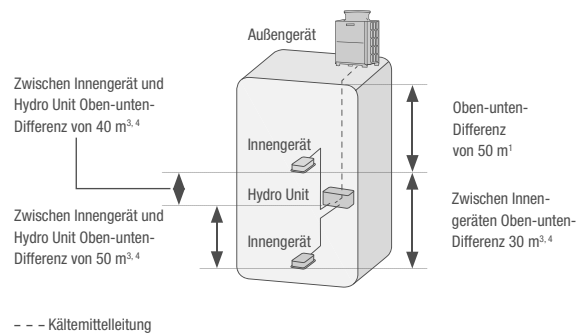 Außengerät
Zwischen Innengerät und
Hydro Unit Oben-unten-
Differenz von 40 m³, ⁴
Oben-unten-
Differenz
von 50 m¹
Innengerät
Hydro Unit
Zwischen Innengerät und
Hydro Unit Oben-unten-
Differenz von 50 m³, ⁴
Zwischen Innen-
geräten Oben-unten-
Differenz 30 m³, ⁴
Innengerät
– – – Kältemittelleitung